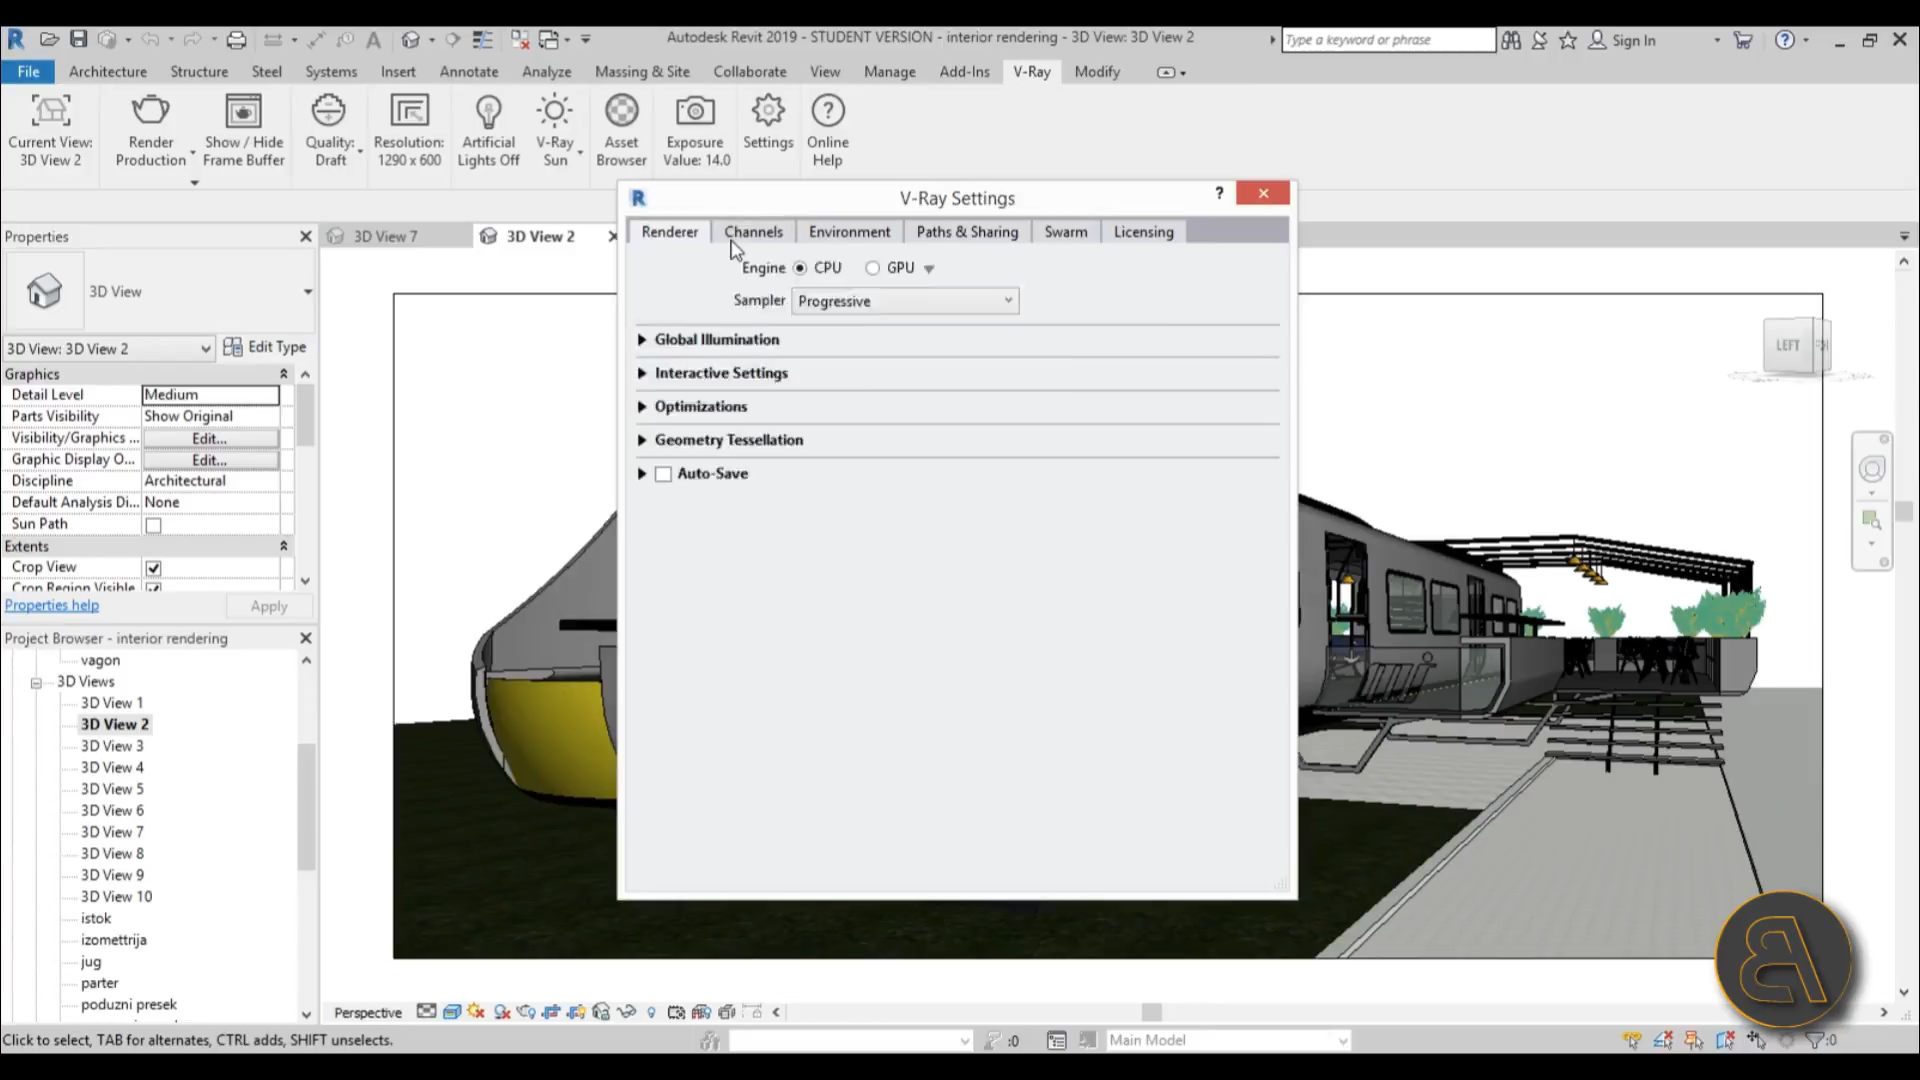 Autodesk Revit 2019 - STUDENT VERSION - interior rendering - 3D View: 3D View 2
Type a keyword or phrase
Sign In
File Architecture Structure Steel Systems Insert Annotate Analyze Massing & Site Collaborate View Manage Add-Ins V-Ray Modify
Current View: 3D View 2
Render Production
Show / Hide Frame Buffer
Quality: Draft
Resolution: 1290 x 600
Artificial Lights Off
V-Ray Sun
Asset Browser
Exposure Value: 14.0
Settings
Online Help
V-Ray Settings
?
Renderer Channels Environment Paths & Sharing Swarm Licensing
Engine CPU GPU
Sampler Progressive
Global Illumination
Interactive Settings
Optimizations
Geometry Tessellation
Auto-Save
Properties
3D View 7
3D View 2
3D View
3D View: 3D View 2
Edit Type
Graphics
Detail Level Medium
Parts Visibility Show Original
Visibility/Graphics ... Edit...
Graphic Display O... Edit...
Discipline Architectural
Default Analysis Di... None
Sun Path
Extents
Crop View
Crop Region Visible
Properties help
Apply
Project Browser - interior rendering
vagon
3D Views
3D View 1
3D View 2
3D View 3
3D View 4
3D View 5
3D View 6
3D View 7
3D View 8
3D View 9
3D View 10
istok
izomettrija
jug
parter
poduzni presek
LEFT
Perspective
Click to select, TAB for alternates, CTRL adds, SHIFT unselects.
:0
Main Model
:0